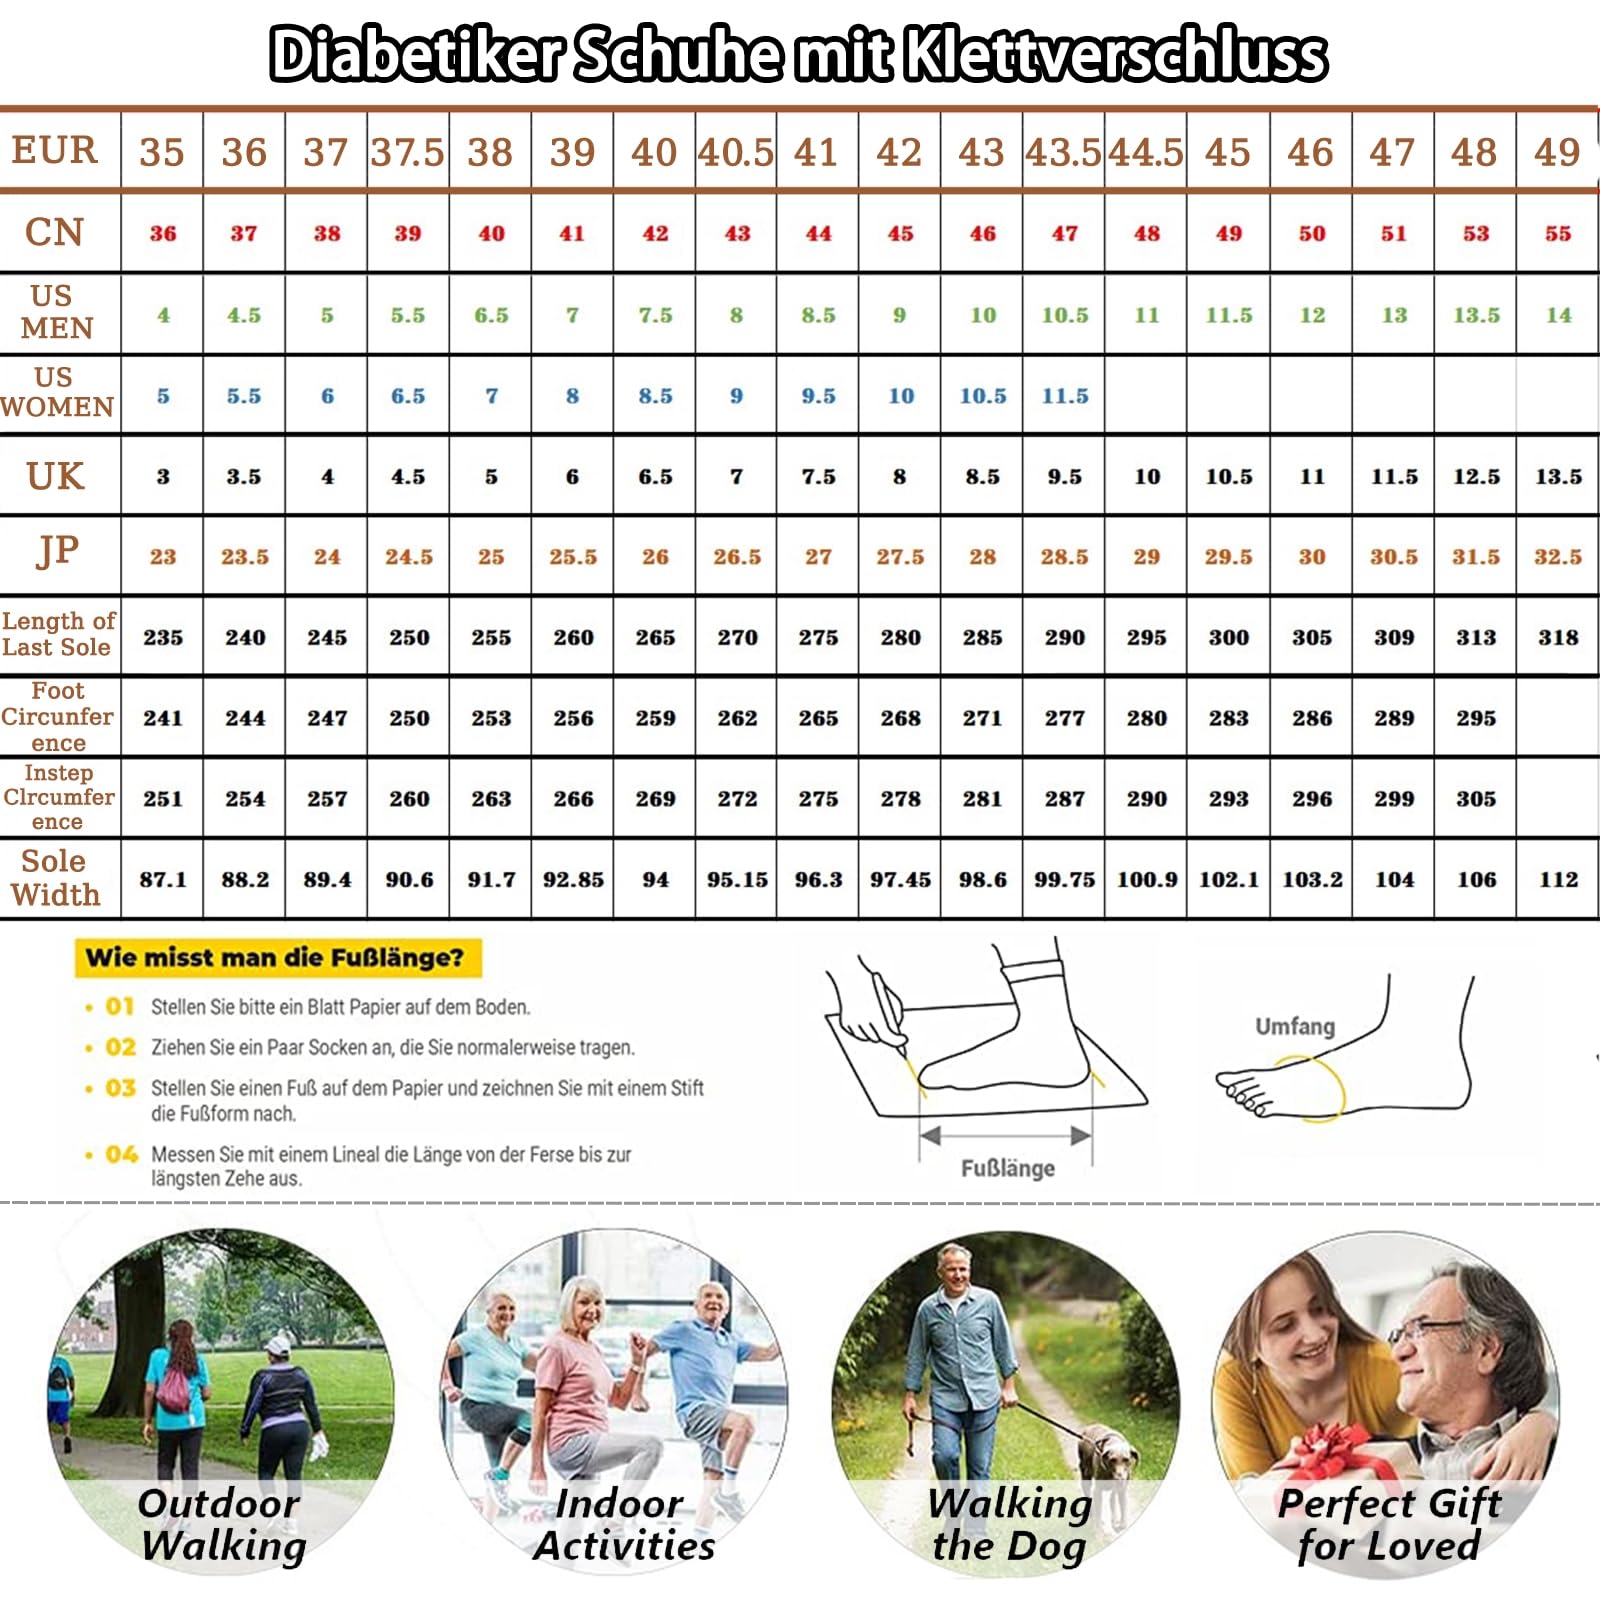 Diabetiker Schuhe mit Klettverschluss
EUR 35 36 37 37.5 38 39 40 40.5 41 42 43 43.5 44.5 45 46 47 48 49
CN 36 37 38 39 40 41 42 43 44 45 46 47 48 49 50 51 53 55
US
MEN 4 4.5 5 5.5 6.5 7 7.5 8 8.5 9 10 10.5 11 11.5 12 13 13.5 14
US
WOMEN 5 5.5 6 6.5 7 8 8.5 9 9.5 10 10.5 11.5
UK 3 3.5 4 4.5 5 6 6.5 7 7.5 8 8.5 9.5 10 10.5 11 11.5 12.5 13.5
JP 23 23.5 24 24.5 25 25.5 26 26.5 27 27.5 28 28.5 29 29.5 30 30.5 31.5 32.5
Length of
Last Sole 235 240 245 250 255 260 265 270 275 280 285 290 295 300 305 309 313 318
Foot
Circunfer 241 244 247 250 253 256 259 262 265 268 271 277 280 283 286 289 295
ence
Instep
Clrcumfer 251 254 257 260 263 266 269 272 275 278 281 287 290 293 296 299 305
ence
Sole
Width 87.1 88.2 89.4 90.6 91.7 92.85 94 95.15 96.3 97.45 98.6 99.75 100.9 102.1 103.2 104 106 112
Wie misst man die Fußlänge?
• 01 Stellen Sie bitte ein Blatt Papier auf dem Boden.
• 02 Ziehen Sie ein Paar Socken an, die Sie normalerweise tragen.
• 03 Stellen Sie einen Fuß auf dem Papier und zeichnen Sie mit einem Stift
die Fußform nach.
• 04 Messen Sie mit einem Lineal die Länge von der Ferse bis zur
längsten Zehe aus.
Fußlänge
Umfang
Outdoor
Walking
Indoor
Activities
Walking
the Dog
Perfect Gift
for Loved